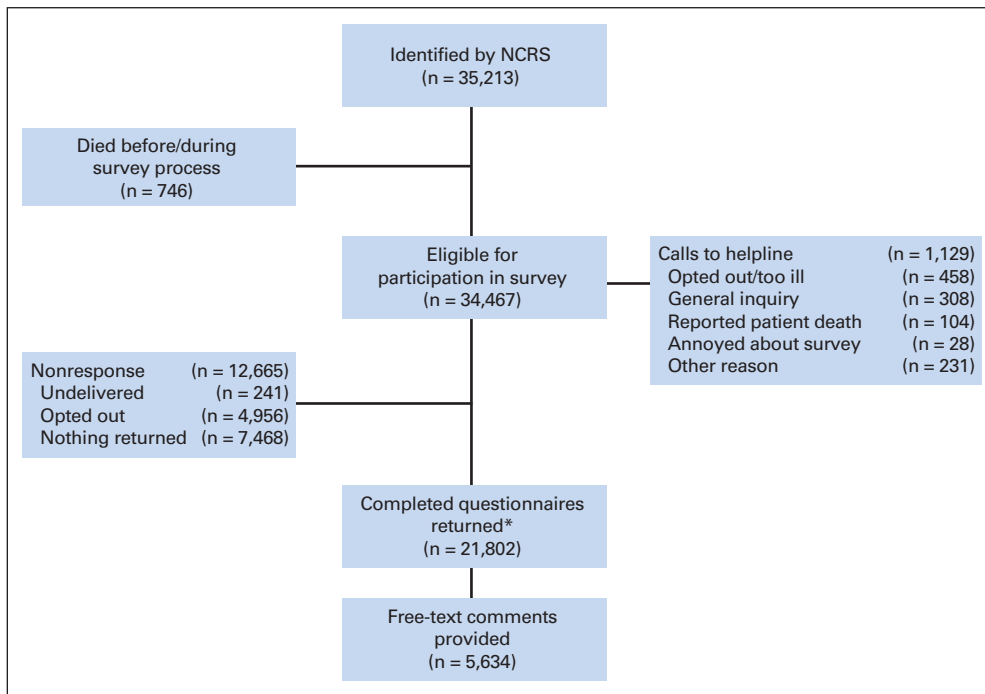 Identified by NCRS
(n = 35,213)
Died before/during
survey process
(n = 746)
Eligible for
participation in survey
(n = 34,467)
Calls to helpline (n = 1,129)
Opted out/too ill (n = 458)
General inquiry (n = 308)
Reported patient death (n = 104)
Annoyed about survey (n = 28)
Other reason (n = 231)
Nonresponse (n = 12,665)
Undelivered (n = 241)
Opted out (n = 4,956)
Nothing returned (n = 7,468)
Completed questionnaires
returned*
(n = 21,802)
Free-text comments
provided
(n = 5,634)